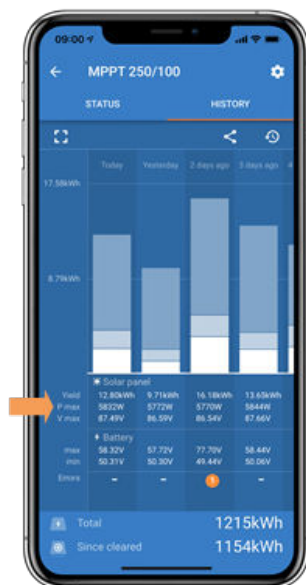 09:00
MPPT 250/100
STATUS HISTORY
Today Yesterday 2 days ago 3 days ago 4
17.58kWh
8.79kWh
Solar panel
Yield 12.80kWh 9.71kWh 16.18kWh 13.65kWh
P max 5832W 5772W 5770W 5844W
V max 87.49V 86.59V 86.54V 87.66V
Battery
max 58.32V 57.72V 77.70V 58.44V
min 50.31V 50.30V 49.44V 50.06V
Errors - - 1 -
Total 1215kWh
Since cleared 1154kWh